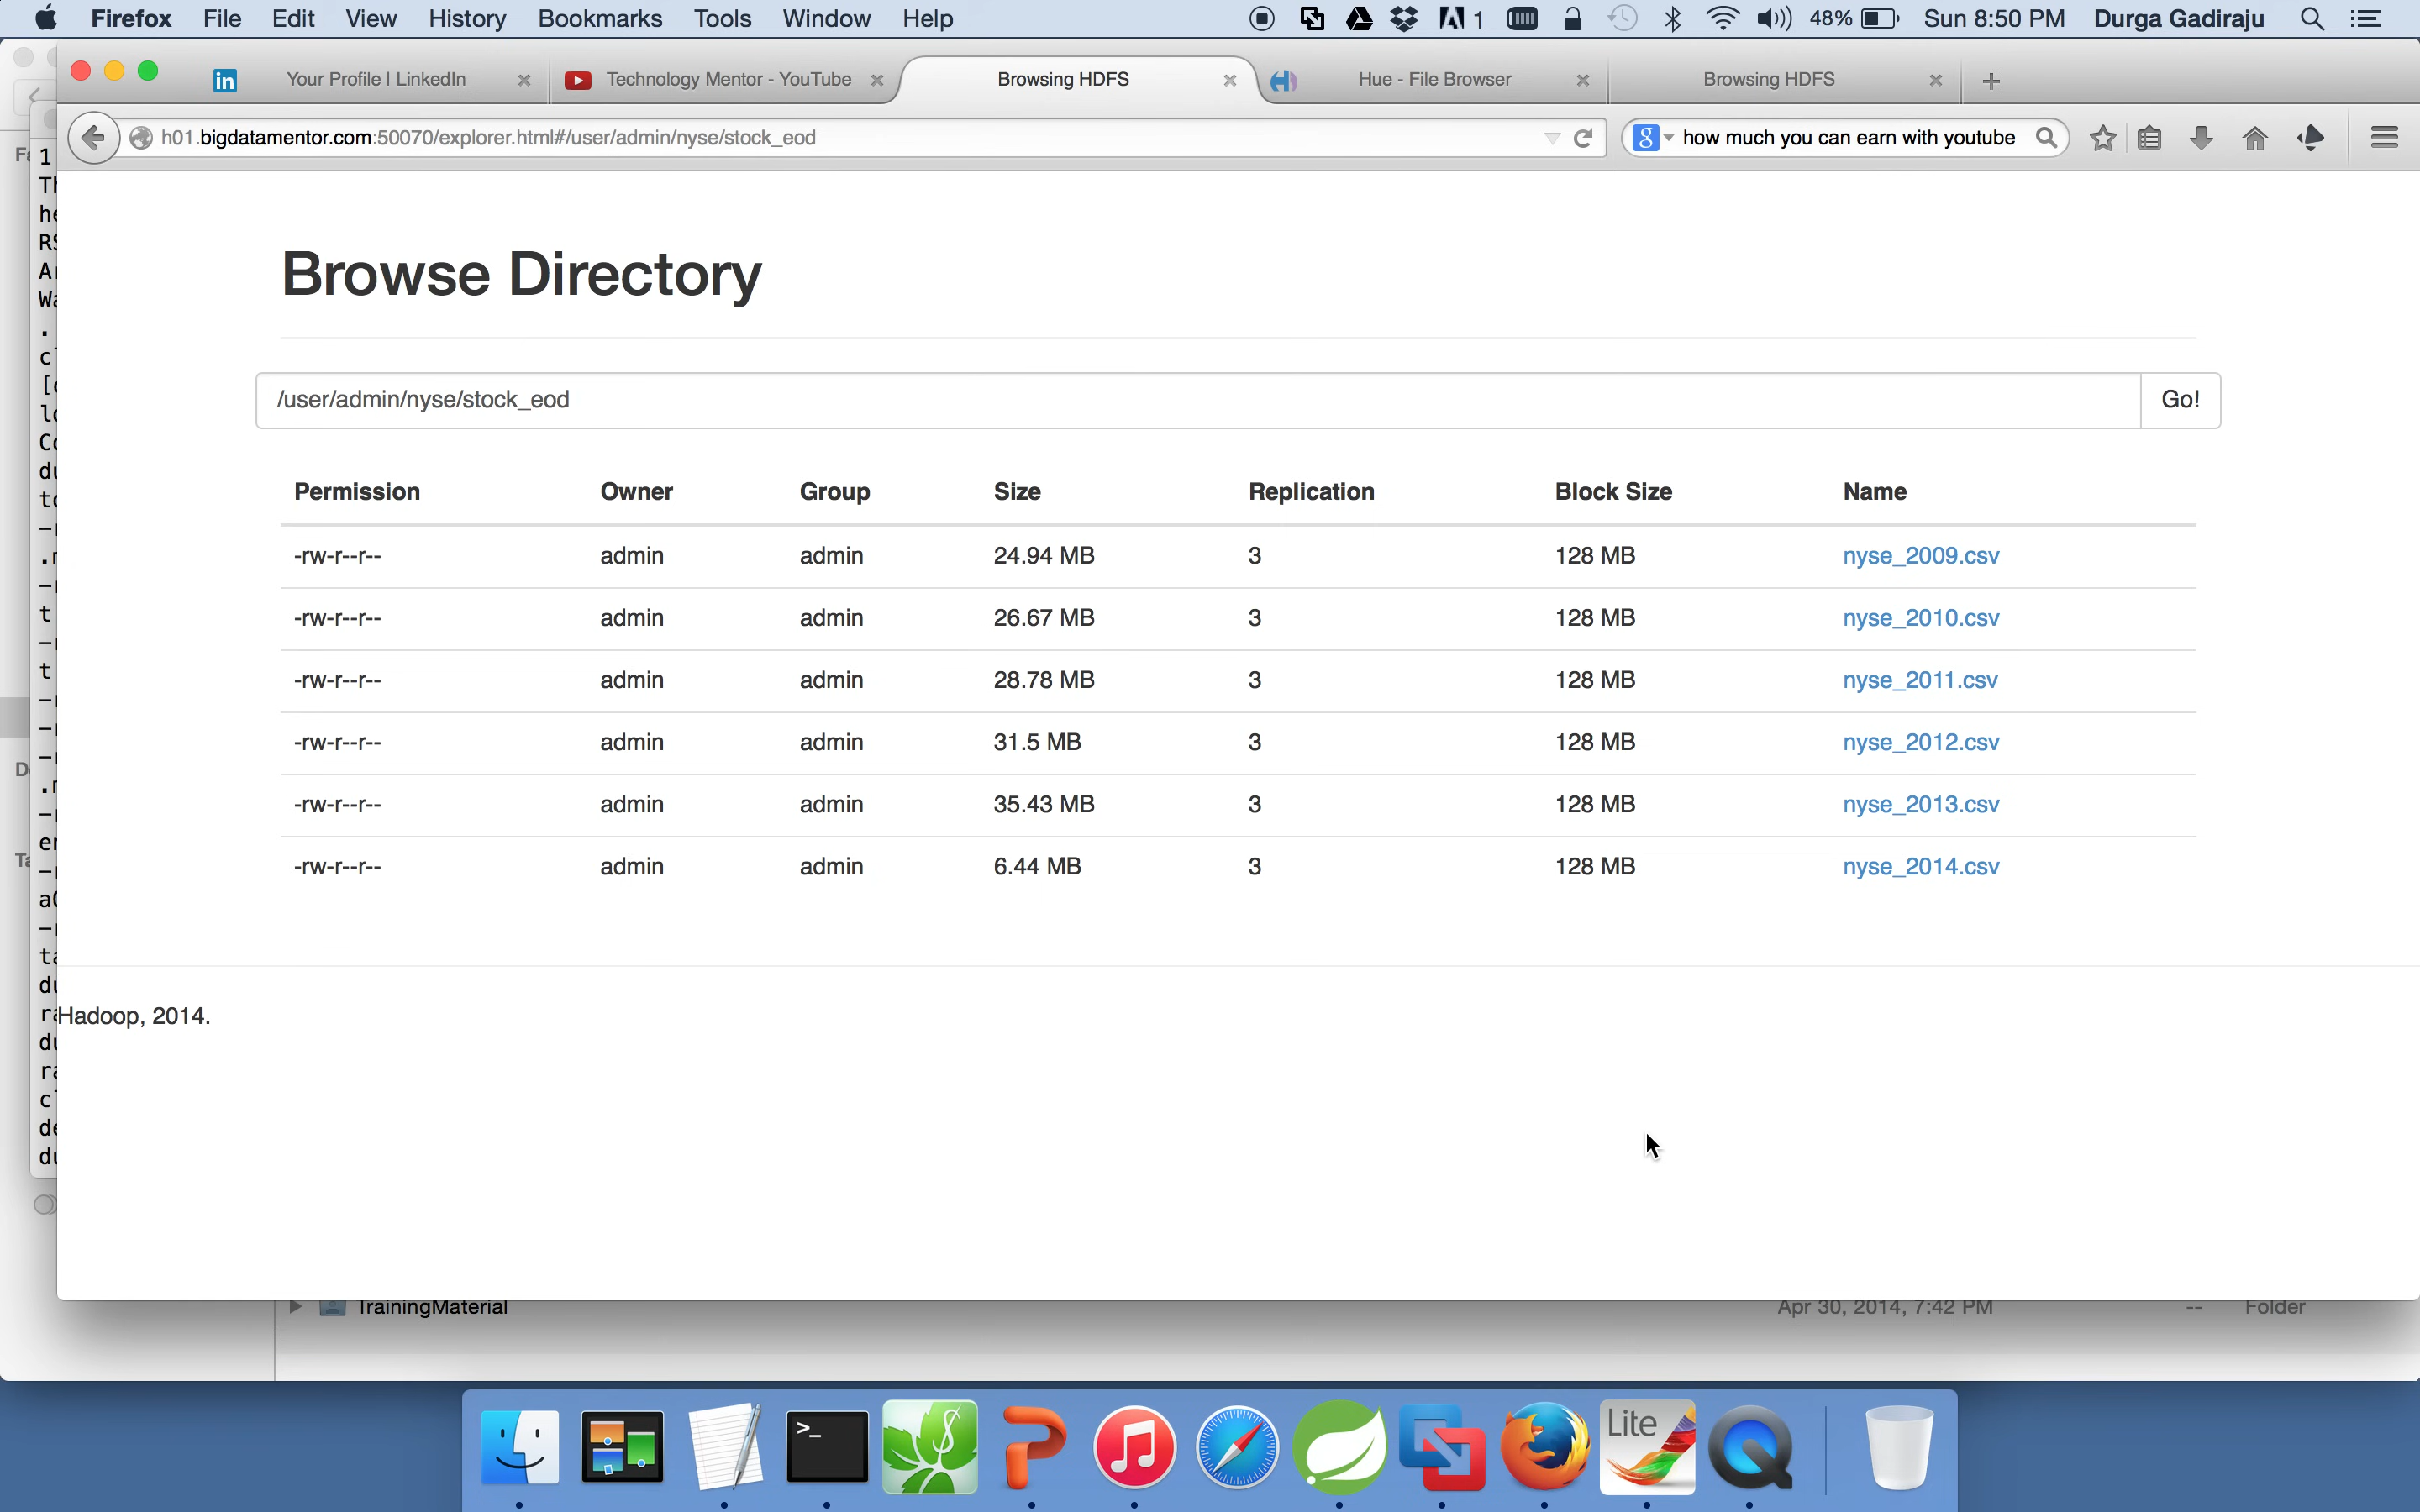 Firefox File Edit View History Bookmarks Tools Window Help 1 48% Sun 8:50 PM Durga Gadiraju
Your Profile | LinkedIn Technology Mentor - YouTube Browsing HDFS Hue - File Browser Browsing HDFS
h01.bigdatamentor.com:50070/explorer.html#/user/admin/nyse/stock_eod how much you can earn with youtube
Browse Directory
/user/admin/nyse/stock_eod Go!
Permission Owner Group Size Replication Block Size Name
-rw-r--r-- admin admin 24.94 MB 3 128 MB nyse_2009.csv
-rw-r--r-- admin admin 26.67 MB 3 128 MB nyse_2010.csv
-rw-r--r-- admin admin 28.78 MB 3 128 MB nyse_2011.csv
-rw-r--r-- admin admin 31.5 MB 3 128 MB nyse_2012.csv
-rw-r--r-- admin admin 35.43 MB 3 128 MB nyse_2013.csv
-rw-r--r-- admin admin 6.44 MB 3 128 MB nyse_2014.csv
Hadoop, 2014.
TrainingMaterial Apr 30, 2014, 7:42 PM -- Folder
Lite